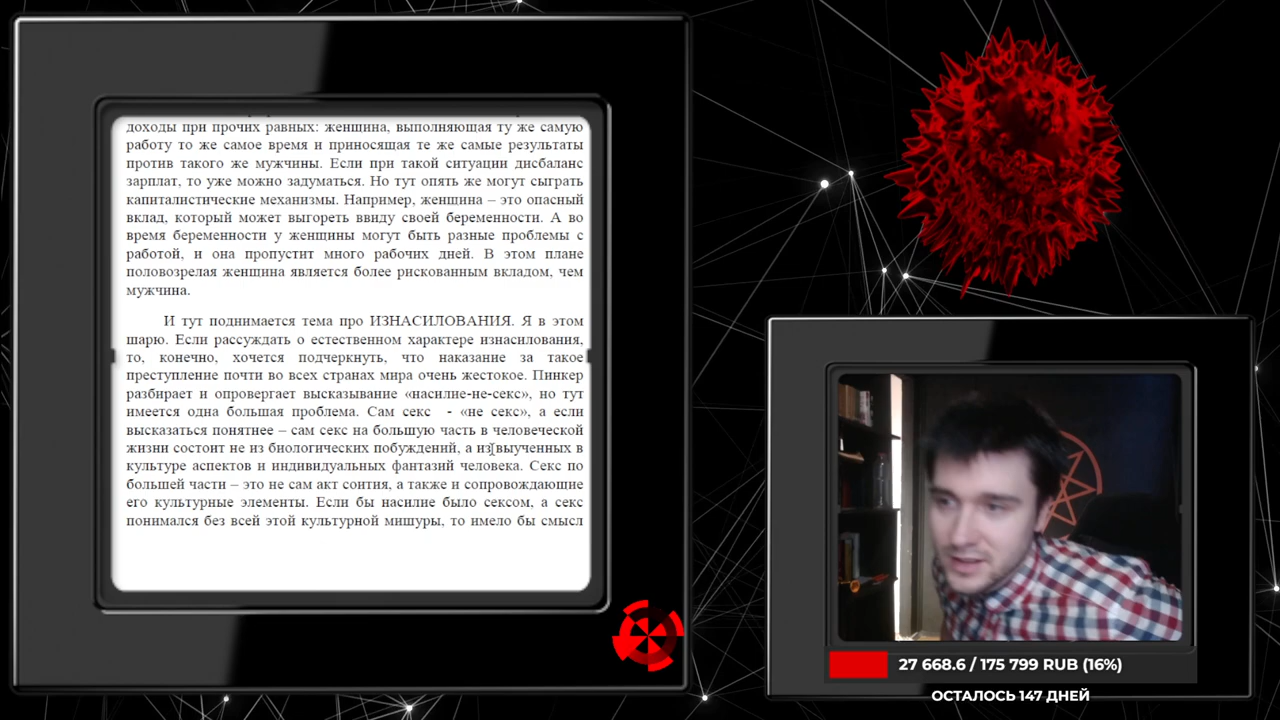 доходы при прочих равных: женщина, выполняющая ту же самую
работу то же самое время и приносящая те же самые результаты
против такого же мужчины. Если при такой ситуации дисбаланс
зарплат, то уже можно задуматься. Но тут опять же могут сыграть
капиталистические механизмы. Например, женщина – это опасный
вклад, который может выгореть ввиду своей беременности. А во
время беременности у женщины могут быть разные проблемы с
работой, и она пропустит много рабочих дней. В этом плане
половозрелая женщина является более рискованным вкладом, чем
мужчина.
И тут поднимается тема про ИЗНАСИЛОВАНИЯ. Я в этом
шарю. Если рассуждать о естественном характере изнасилования,
то, конечно, хочется подчеркнуть, что наказание за такое
преступление почти во всех странах мира очень жестокое. Пинкер
разбирает и опровергает высказывание «насилие-не-секс», но тут
имеется одна большая проблема. Сам секс - «не секс», а если
высказаться понятнее – сам секс на большую часть в человеческой
жизни состоит не из биологических побуждений, а из выученных в
культуре аспектов и индивидуальных фантазий человека. Секс по
большей части – это не сам акт соития, а также и сопровождающие
его культурные элементы. Если бы насилие было сексом, а секс
понимался без всей этой культурной мишуры, то имело бы смысл
27 668.6 / 175 799 RUB (16%)
ОСТАЛОСЬ 147 ДНЕЙ